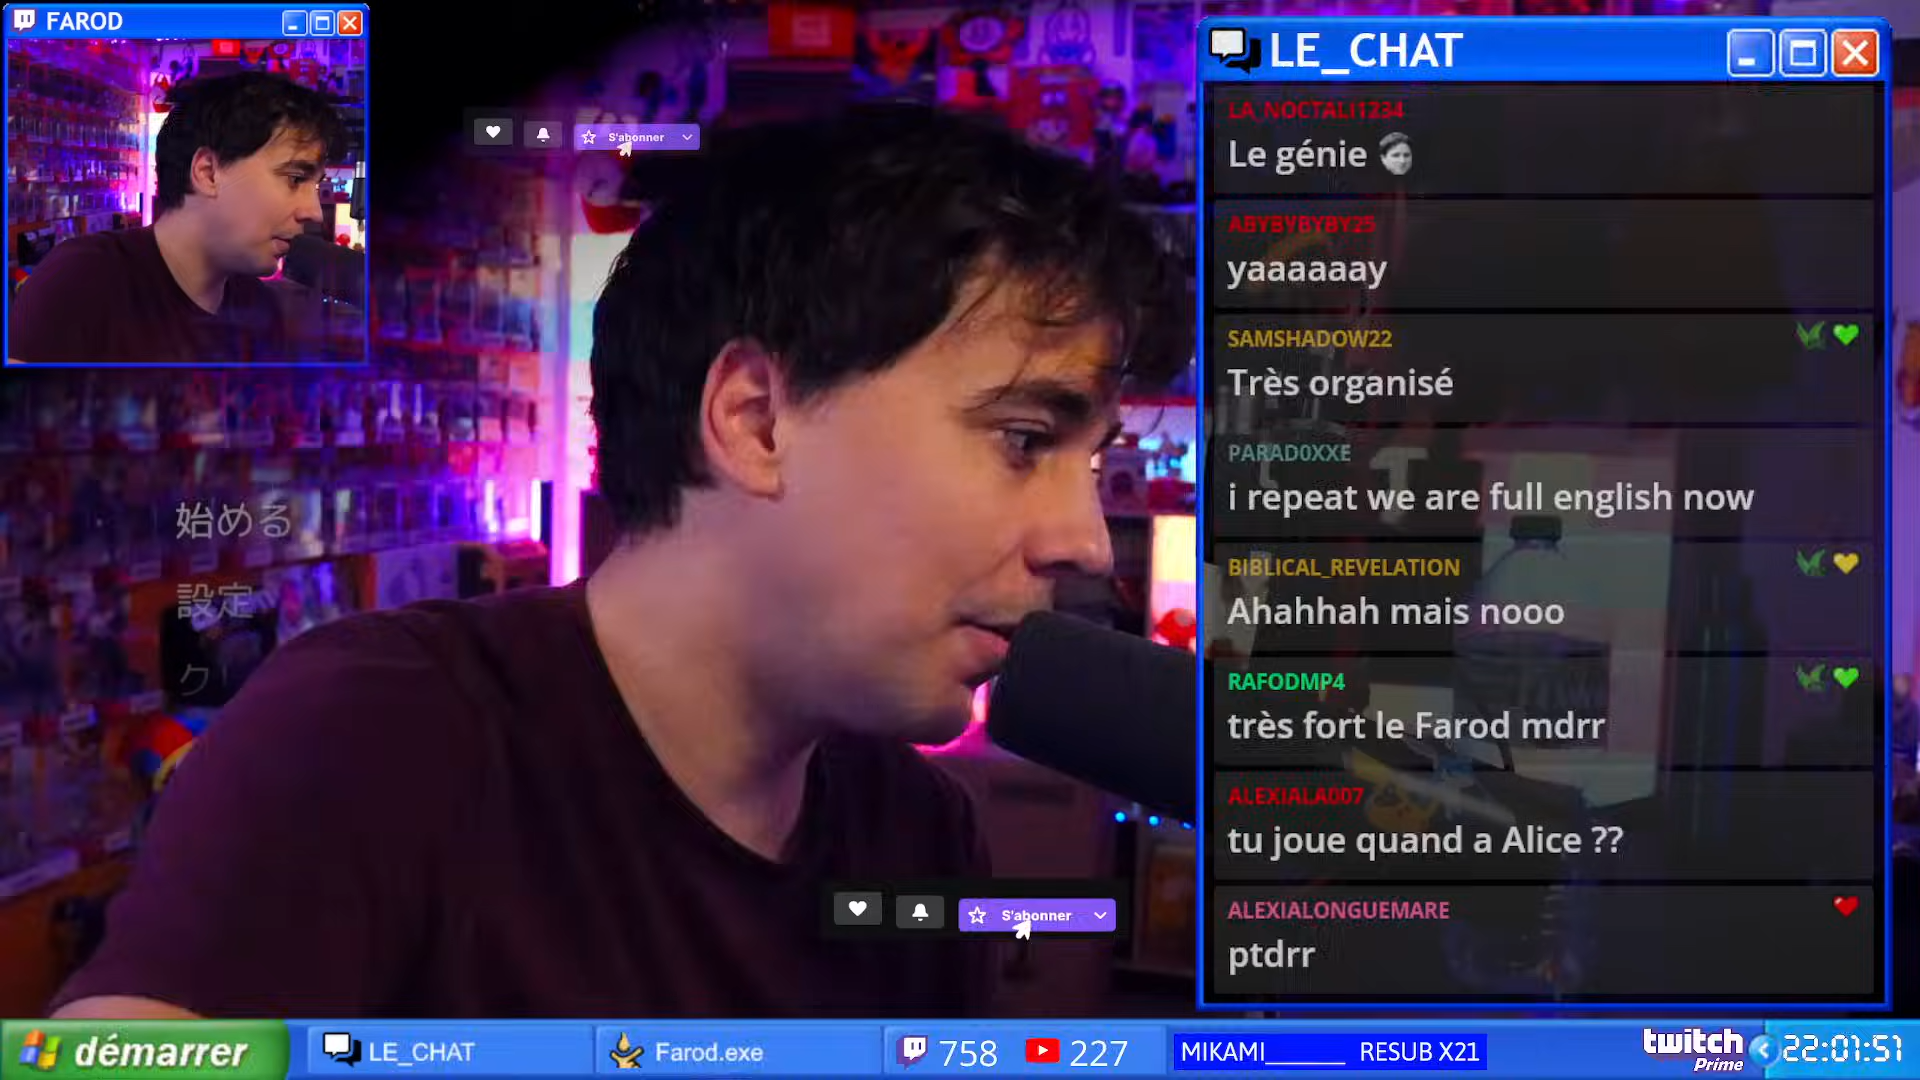 FAROD
S'abonner
始める
設定
S'abonner
LE_CHAT
LA_NOCTALI1234
Le génie
ABYBYBYBY25
yaaaaaay
SAMSHADOW22
Très organisé
PARAD0XXE
i repeat we are full english now
BIBLICAL_REVELATION
Ahahhah mais nooo
RAFODMP4
très fort le Farod mdrr
ALEXIALA007
tu joue quand a Alice ??
ALEXIALONGUEMARE
ptdrr
démarrer
LE_CHAT
Farod.exe
758
227
MIKAMI______ RESUB X21
twitch
Prime
22:01:51